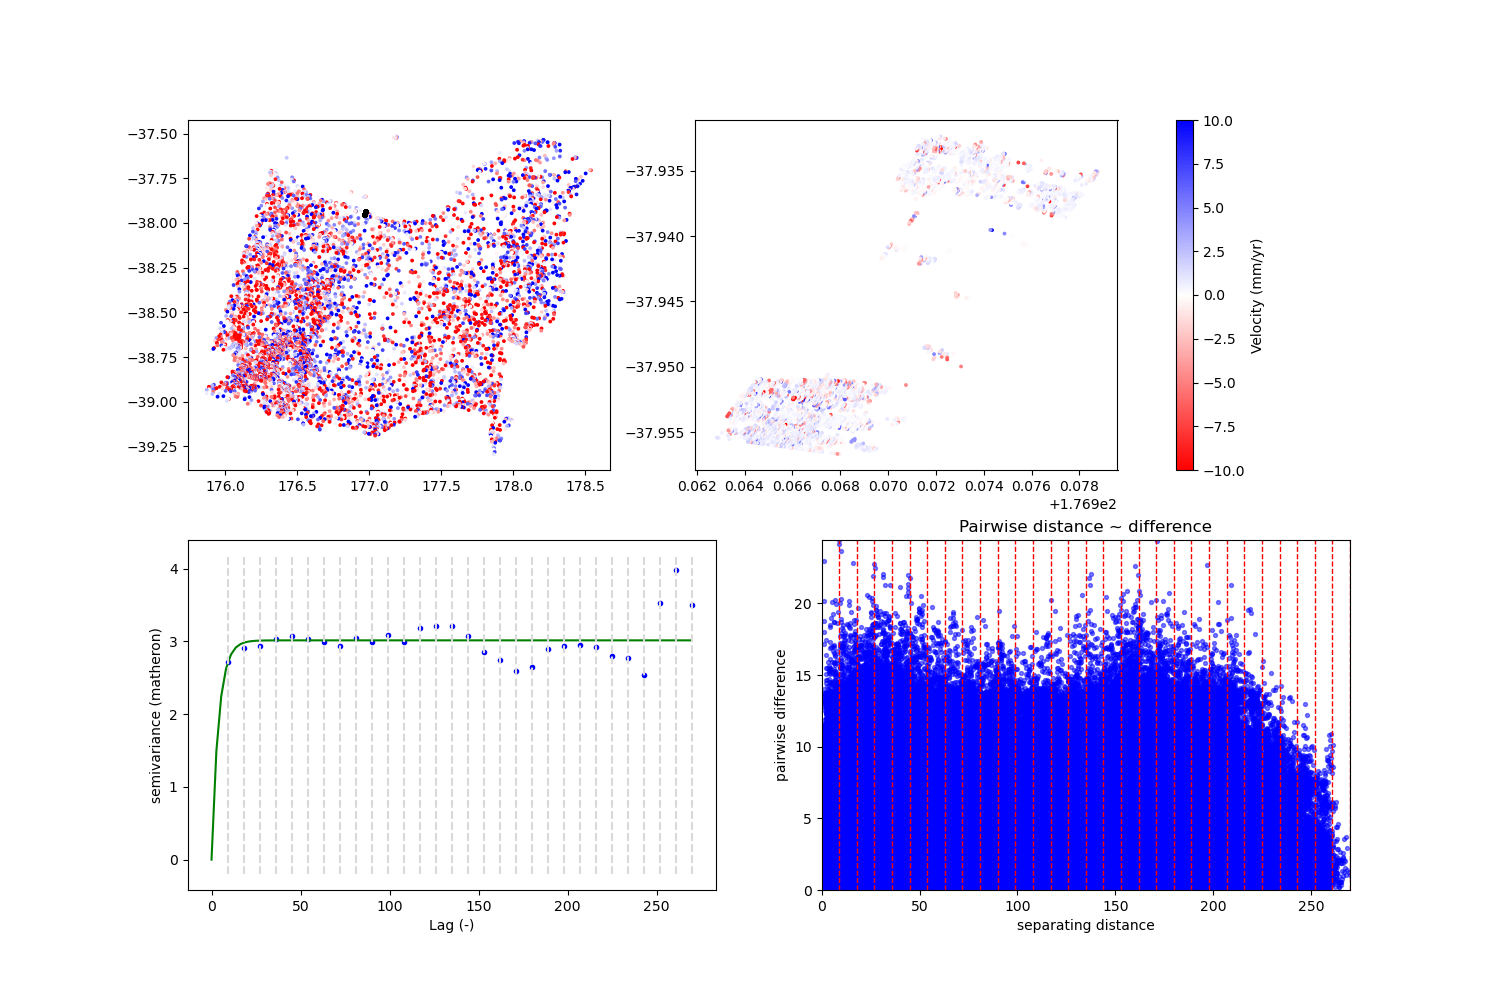 −37.50
−37.75
−38.00
−38.25
−38.50
−38.75
−39.00
−39.25
176.0 176.5 177.0 177.5 178.0 178.5
−37.935
−37.940
−37.945
−37.950
−37.955
0.062 0.064 0.066 0.068 0.070 0.072 0.074 0.076 0.078
+1.769e2
10.0
7.5
5.0
2.5
0.0
−2.5
−5.0
−7.5
−10.0
Velocity (mm/yr)
4
3
2
1
0
semivariance (matheron)
0 50 100 150 200 250
Lag (-)
Pairwise distance ~ difference
20
15
10
5
0
pairwise difference
0 50 100 150 200 250
separating distance